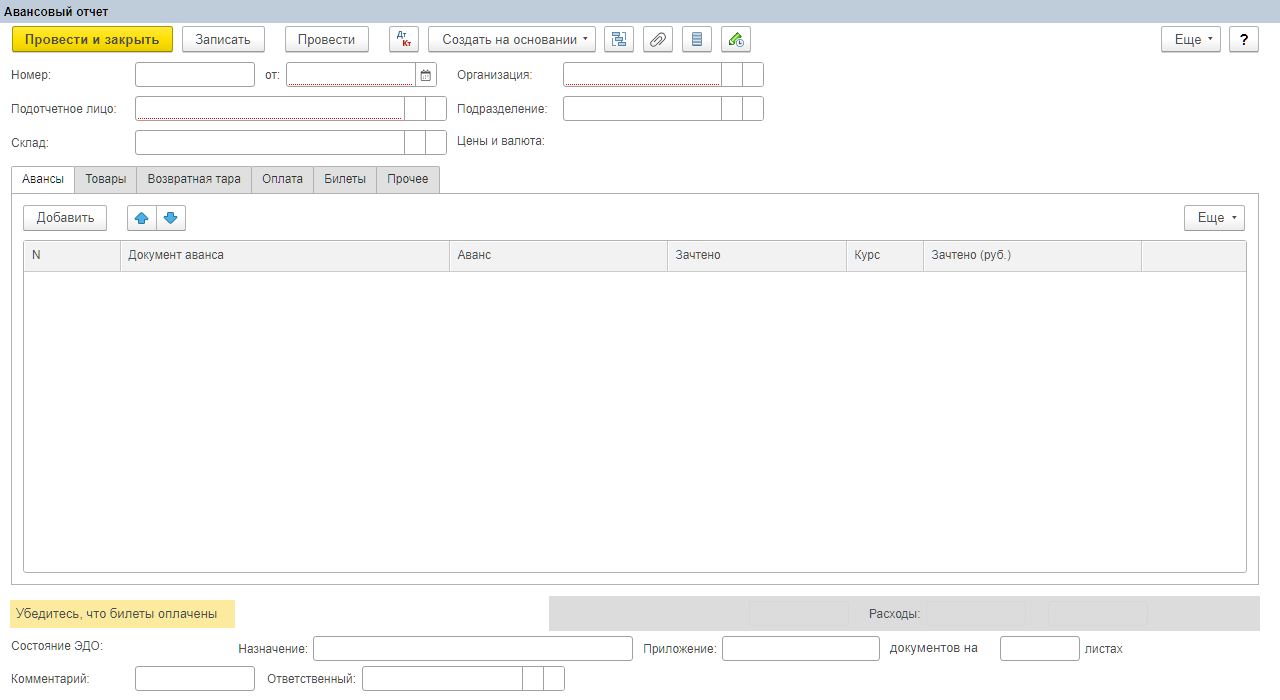 Авансовый отчет
Провести и закрыть Записать Провести Дт Кт Создать на основании Еще ?
Номер: от: Организация:
Подотчетное лицо: Подразделение:
Склад: Цены и валюта:
Авансы Товары Возвратная тара Оплата Билеты Прочее
Добавить Еще
N Документ аванса Аванс Зачтено Курс Зачтено (руб.)
Убедитесь, что билеты оплачены Расходы:
Состояние ЭДО: Назначение: Приложение: документов на листах
Комментарий: Ответственный: